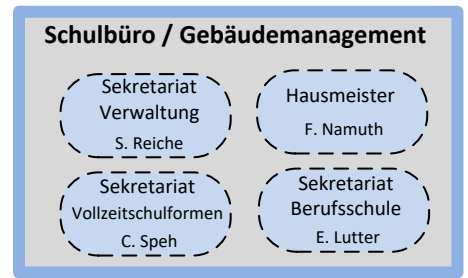 Schulbüro / Gebäudemanagement
Sekretariat
Verwaltung
S. Reiche
Hausmeister
F. Namuth
Sekretariat
Vollzeitschulformen
C. Speh
Sekretariat
Berufsschule
E. Lutter